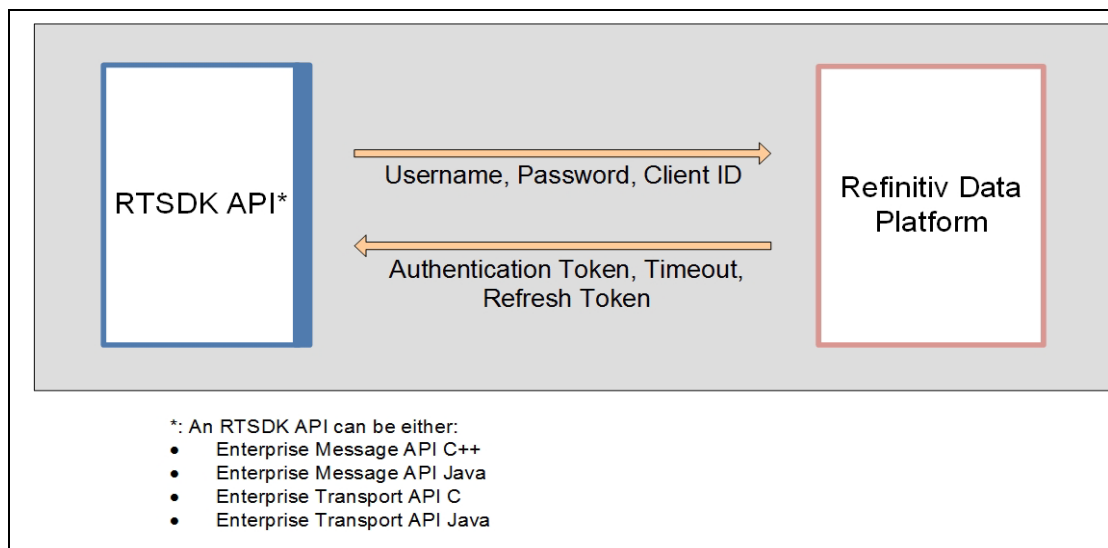 RTSDK API*
Username, Password, Client ID
Authentication Token, Timeout,
Refresh Token
Refinitiv Data
Platform
*: An RTSDK API can be either:
● Enterprise Message API C++
● Enterprise Message API Java
● Enterprise Transport API C
● Enterprise Transport API Java